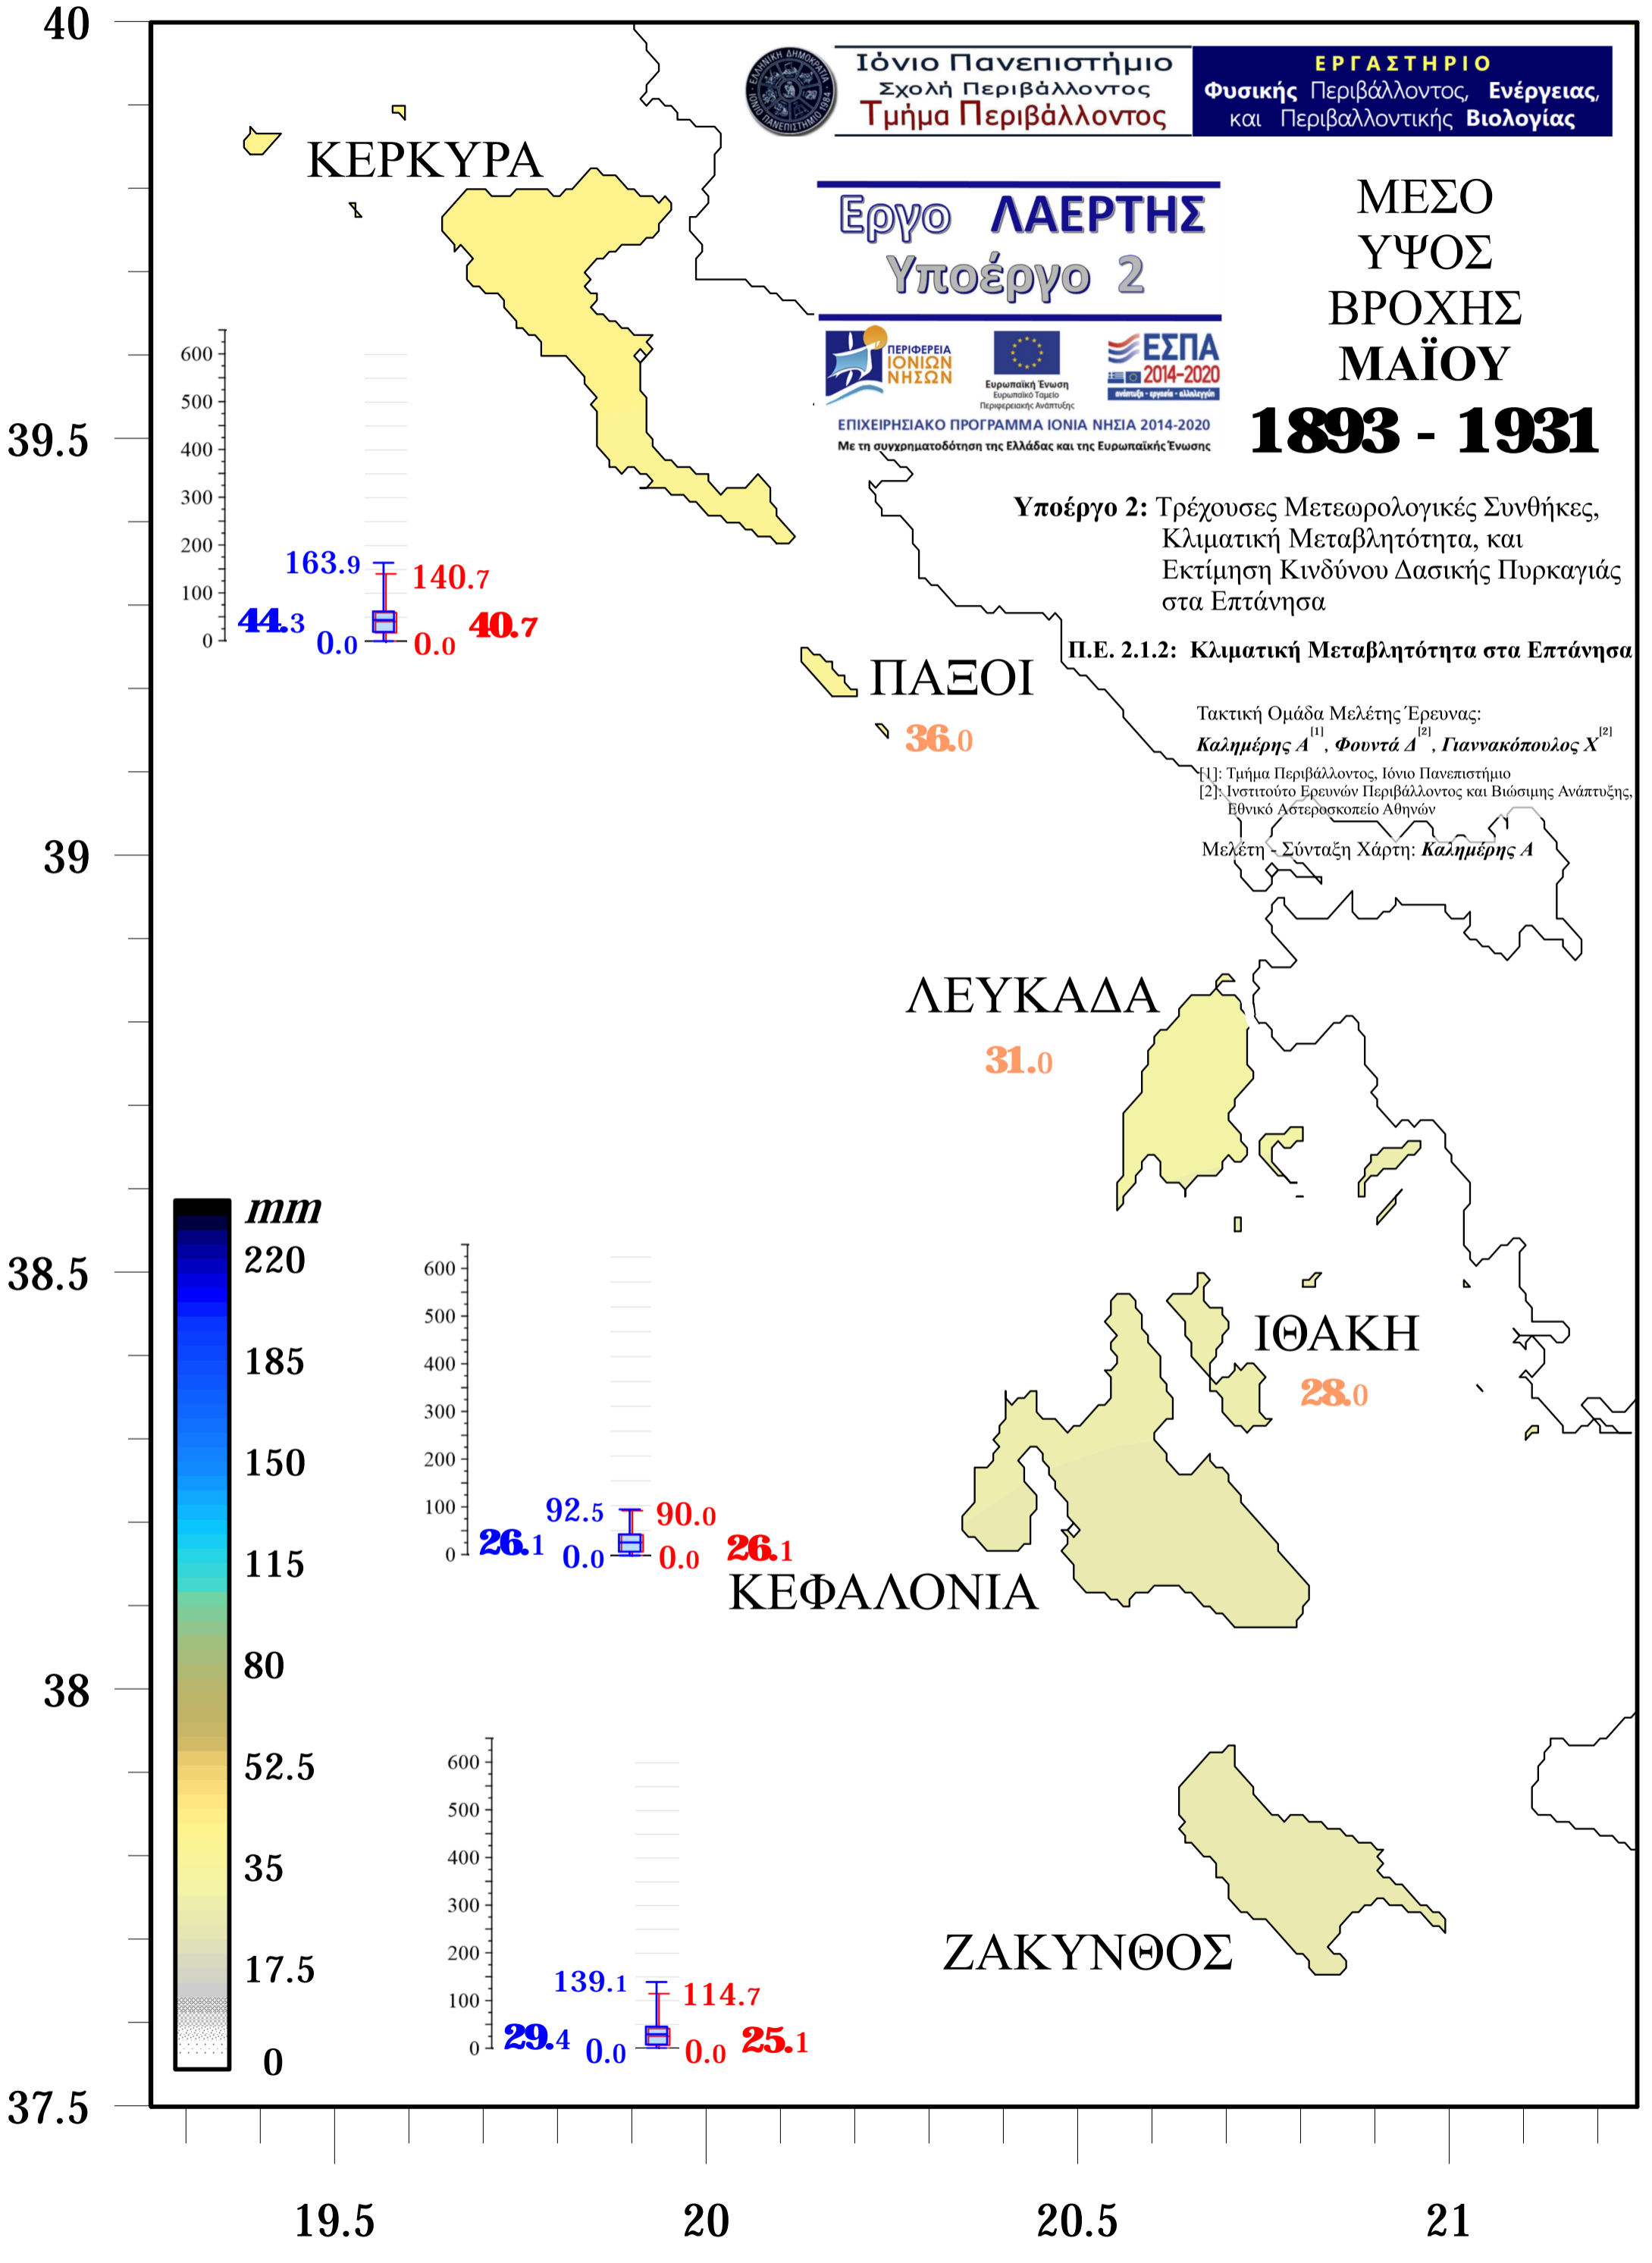 Ιόνιο Πανεπιστήμιο
Σχολή Περιβάλλοντος
Τμήμα Περιβάλλοντος
ΕΡΓΑΣΤΗΡΙΟ
Φυσικής Περιβάλλοντος, Ενέργειας,
και Περιβαλλοντικής Βιολογίας
Εργο ΛΑΕΡΤΗΣ
Υποέργο 2
ΠΕΡΙΦΕΡΕΙΑ
ΙΟΝΙΩΝ
ΝΗΣΩΝ
Ευρωπαϊκή Ένωση
Ευρωπαϊκό Ταμείο
Περιφερειακής Ανάπτυξης
ΕΣΠΑ
2014-2020
ανάπτυξη - εργασία - αλληλεγγύη
ΕΠΙΧΕΙΡΗΣΙΑΚΟ ΠΡΟΓΡΑΜΜΑ ΙΟΝΙΑ ΝΗΣΙΑ 2014-2020
Με τη συγχρηματοδότηση της Ελλάδας και της Ευρωπαϊκής Ένωσης
ΜΕΣΟ
ΥΨΟΣ
ΒΡΟΧΗΣ
ΜΑΪΟΥ
1893 - 1931
Υποέργο 2: Τρέχουσες Μετεωρολογικές Συνθήκες,
Κλιματική Μεταβλητότητα, και
Εκτίμηση Κινδύνου Δασικής Πυρκαγιάς
στα Επτάνησα
Π.Ε. 2.1.2: Κλιματική Μεταβλητότητα στα Επτάνησα
Τακτική Ομάδα Μελέτης Έρευνας:
Καλημέρης Α[1], Φουντά Δ[2], Γιαννακόπουλος Χ[2]
[1]: Τμήμα Περιβάλλοντος, Ιόνιο Πανεπιστήμιο
[2]: Ινστιτούτο Ερευνών Περιβάλλοντος και Βιώσιμης Ανάπτυξης,
Εθνικό Αστεροσκοπείο Αθηνών
Μελέτη - Σύνταξη Χάρτη: Καλημέρης Α
ΚΕΡΚΥΡΑ
600
500
400
300
200
100
0
163.9
140.7
44.3
40.7
0.0
0.0
ΠΑΞΟΙ
36.0
ΛΕΥΚΑΔΑ
31.0
ΙΘΑΚΗ
28.0
600
500
400
300
200
100
0
92.5
90.0
26.1
26.1
0.0
0.0
ΚΕΦΑΛΟΝΙΑ
600
500
400
300
200
100
0
139.1
114.7
29.4
25.1
0.0
0.0
ΖΑΚΥΝΘΟΣ
mm
220
185
150
115
80
52.5
35
17.5
0
40
39.5
39
38.5
38
37.5
19.5
20
20.5
21